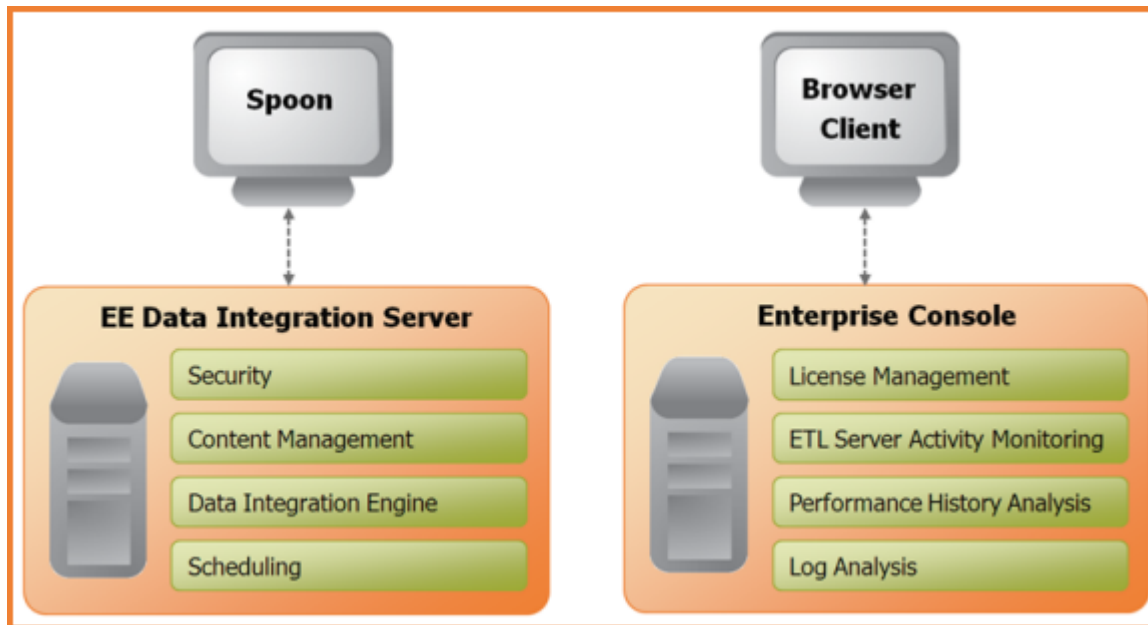 Spoon
Browser
Client
EE Data Integration Server
Security
Content Management
Data Integration Engine
Scheduling
Enterprise Console
License Management
ETL Server Activity Monitoring
Performance History Analysis
Log Analysis